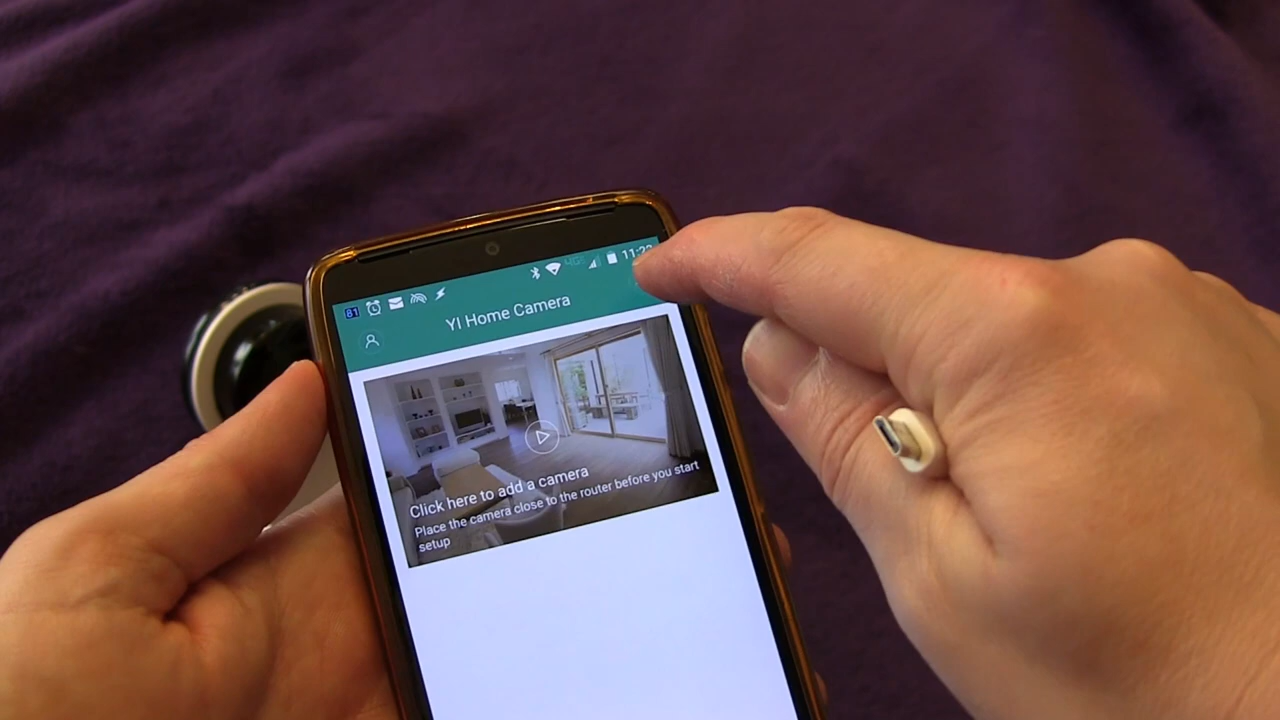 81
YI Home Camera
Click here to add a camera
Place the camera close to the router before you start
setup